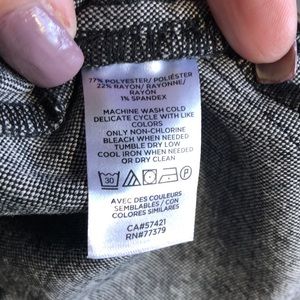 77% POLYESTER/ POLIÉSTER
22% RAYON/ RAYONNE/
RAYÓN
1% SPANDEX
MACHINE WASH COLD
DELICATE CYCLE WITH LIKE
COLORS
ONLY NON-CHLORINE
BLEACH WHEN NEEDED
TUMBLE DRY LOW
COOL IRON WHEN NEEDED
OR DRY CLEAN
30
AVEC DES COULEURS
SEMBLABLES / CON
COLORES SIMILARES
CA#57421
RN#77379